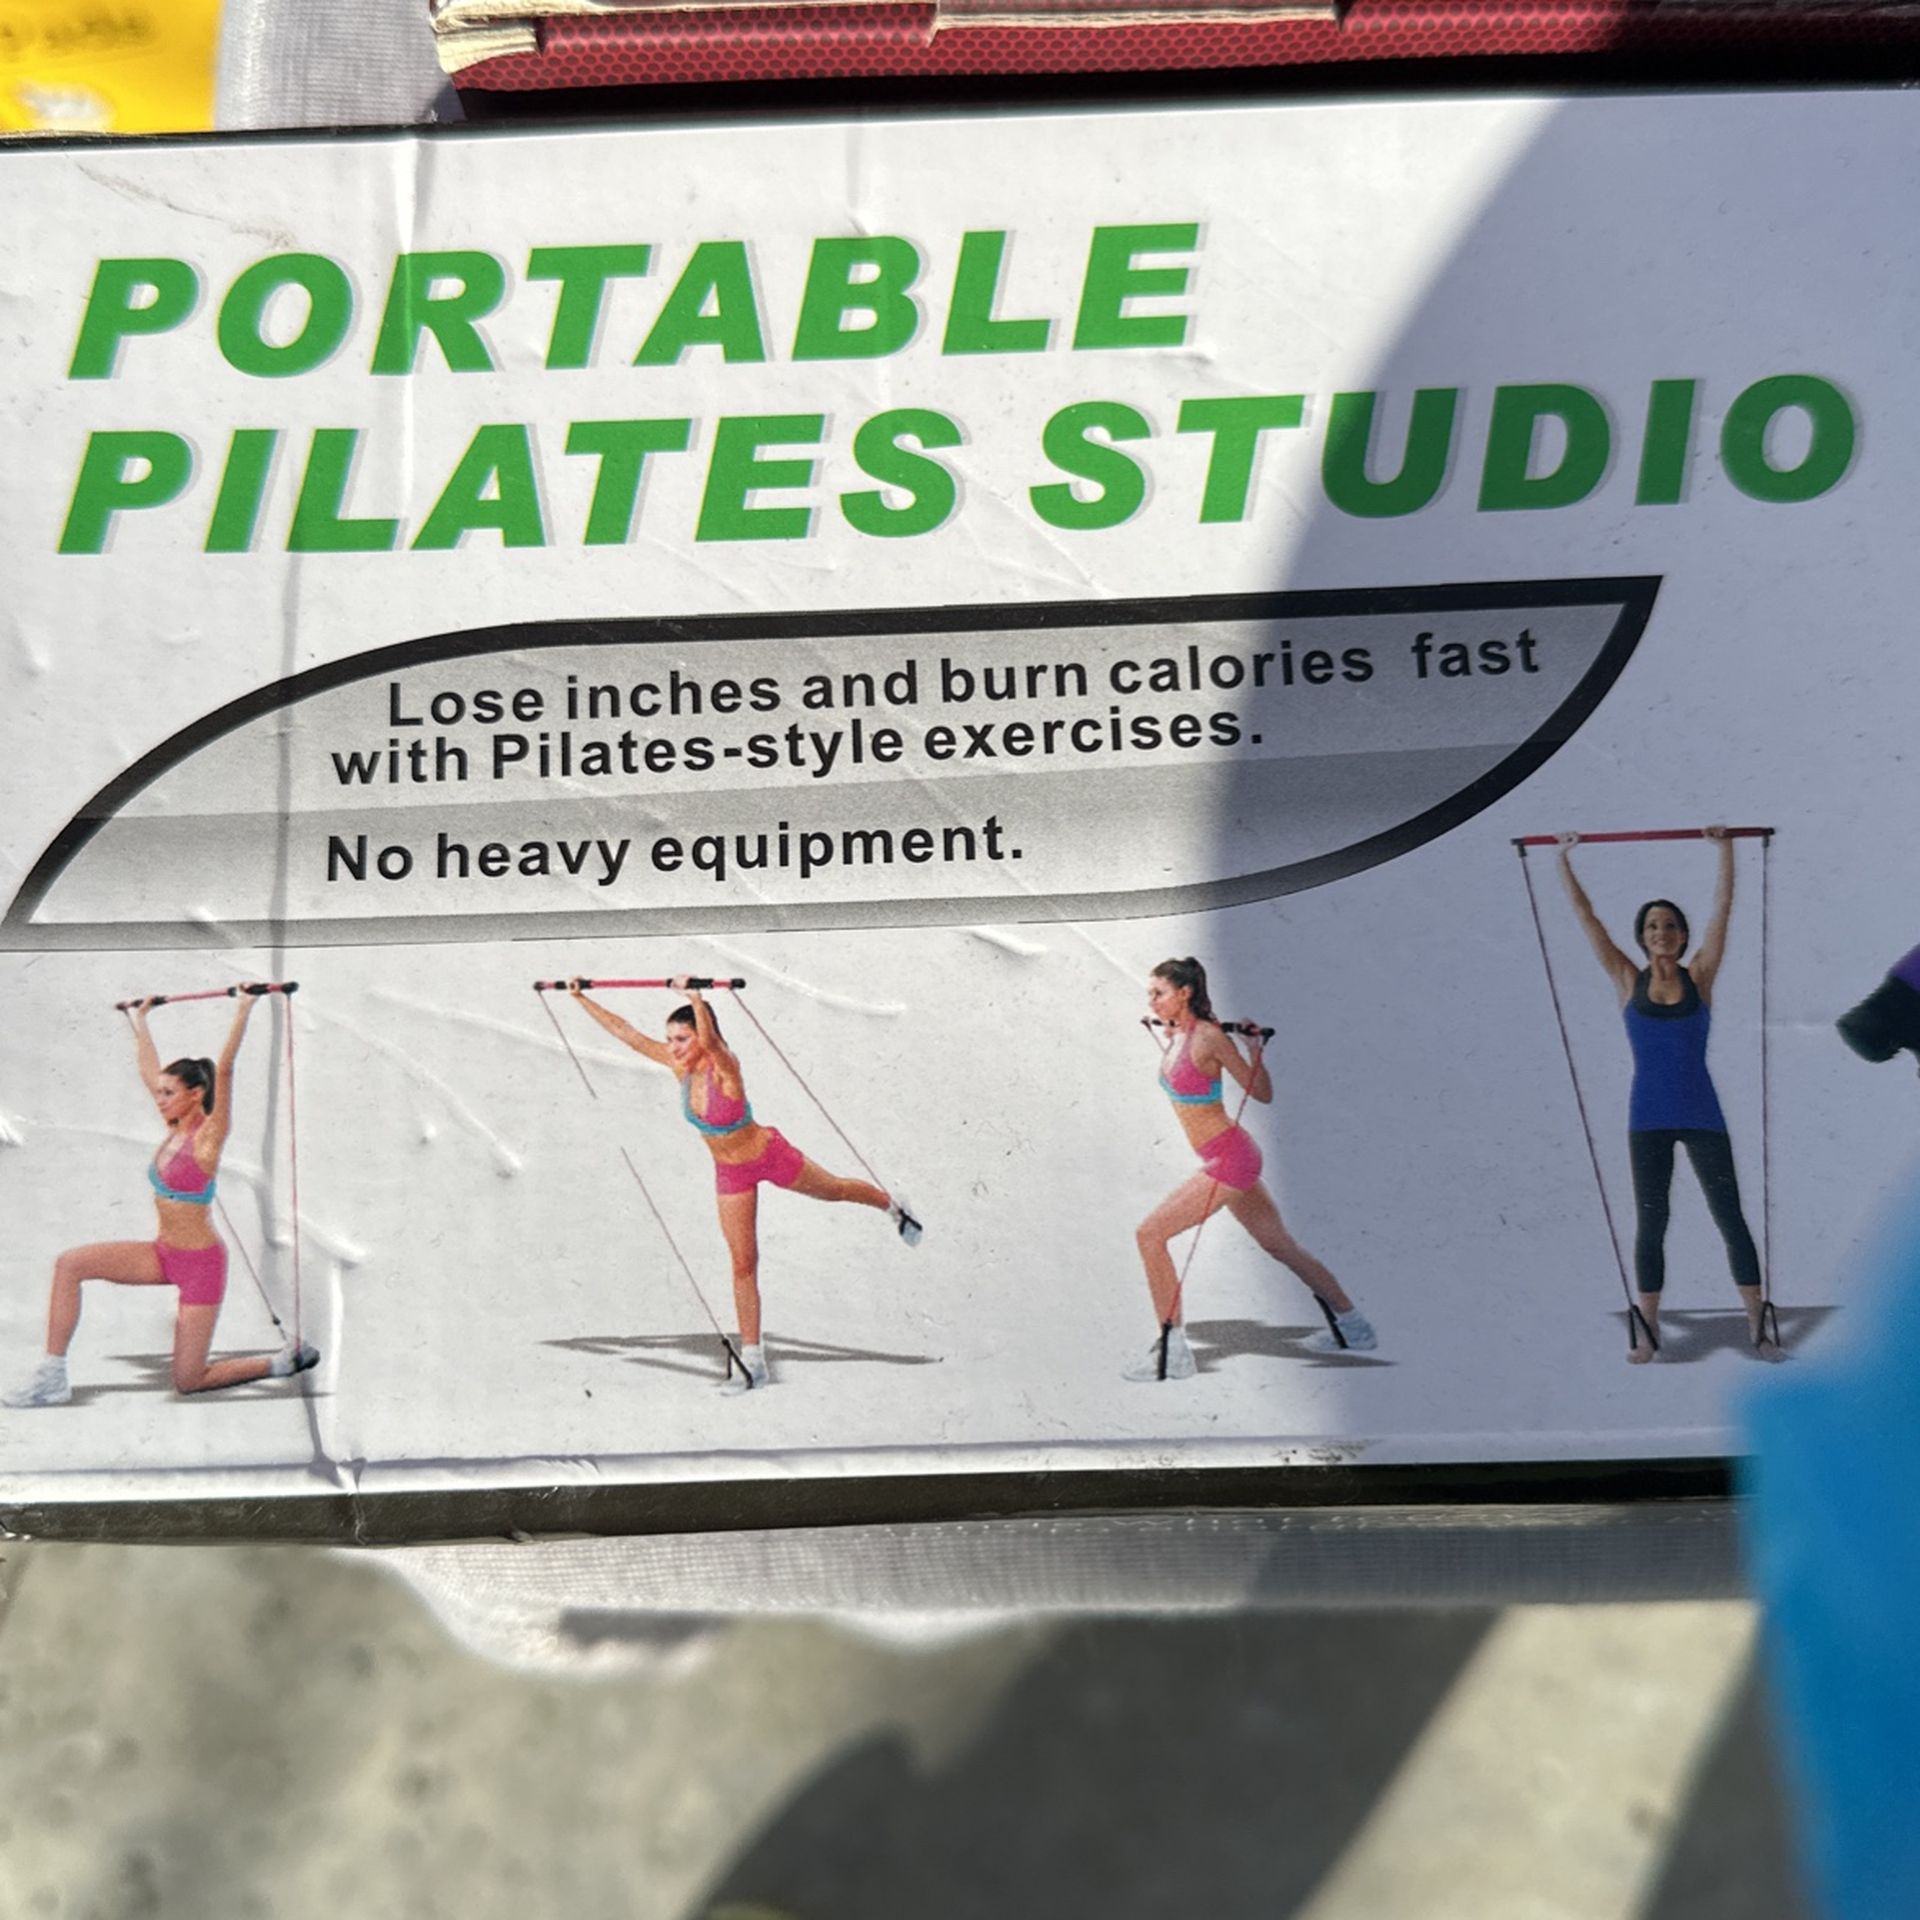 PORTABLE
PILATES STUDIO
Lose inches and burn calories fast
with Pilates-style exercises.
No heavy equipment.